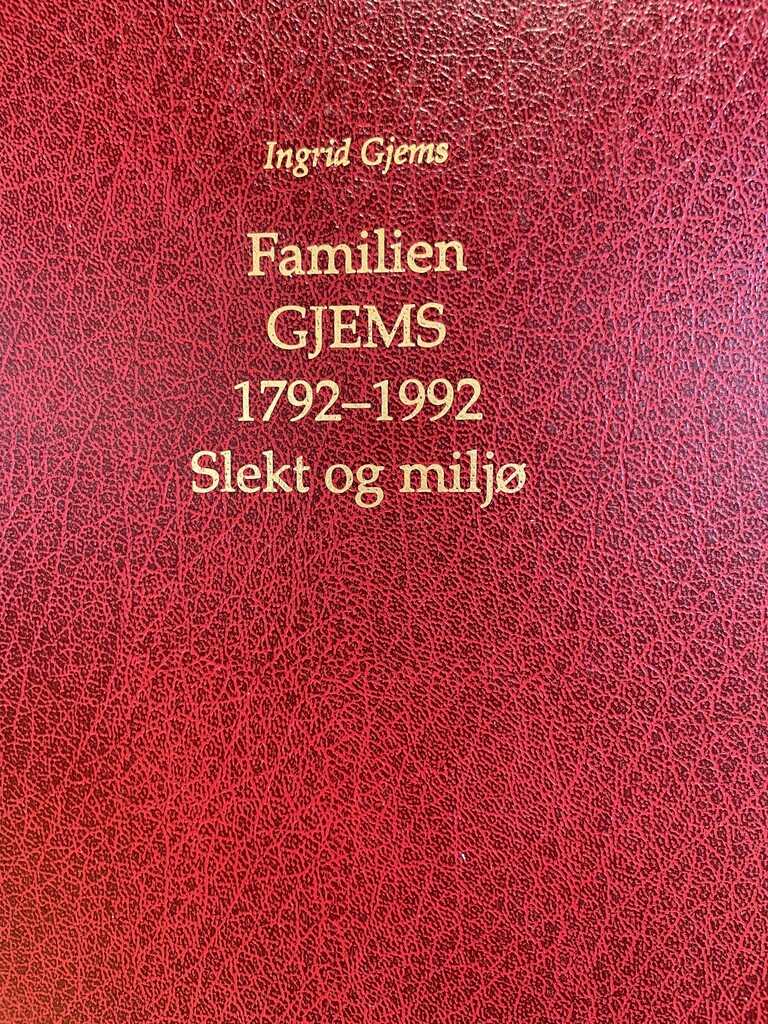 Ingrid Gjems
Familien
GJEMS
1792–1992
Slekt og miljø